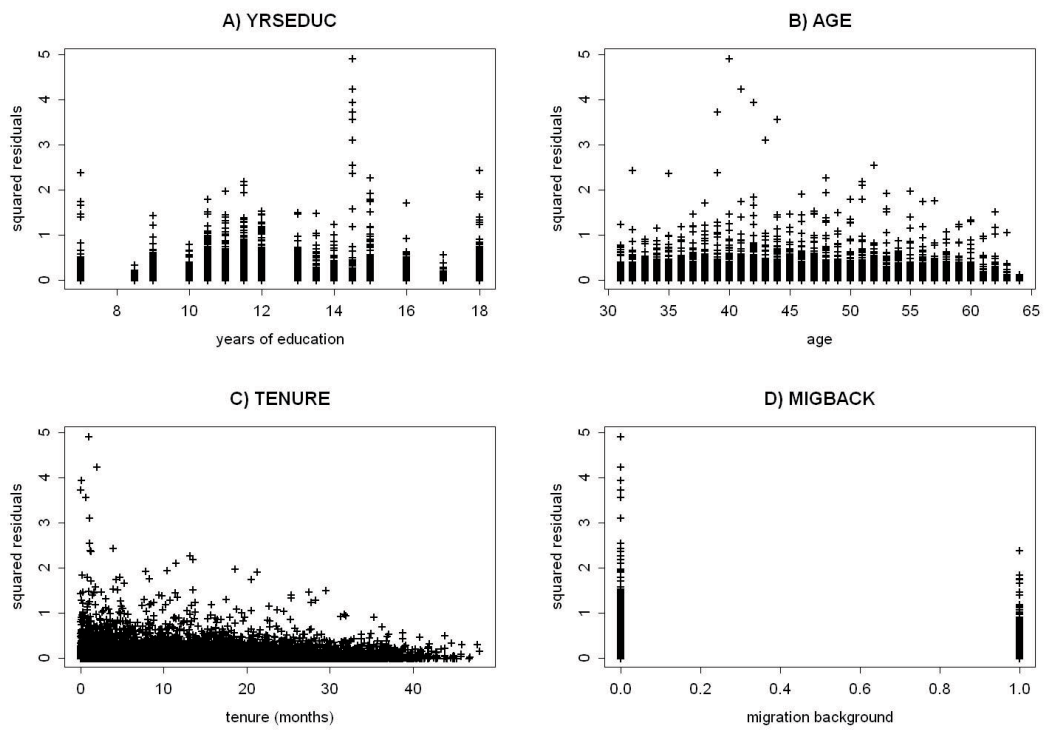 A) YRSEDUC
squared residuals
5
4
3
2
1
0
8 10 12 14 16 18
years of education
B) AGE
squared residuals
5
4
3
2
1
0
30 35 40 45 50 55 60 65
age
C) TENURE
squared residuals
5
4
3
2
1
0
0 10 20 30 40
tenure (months)
D) MIGBACK
squared residuals
5
4
3
2
1
0
0.0 0.2 0.4 0.6 0.8 1.0
migration background